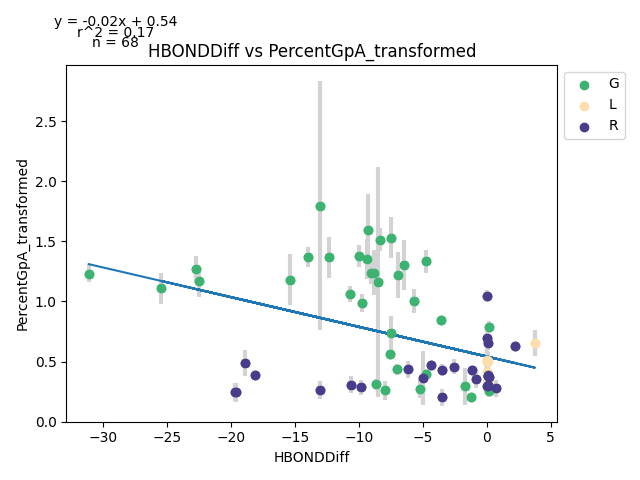 y = -0.02x + 0.54
r^2 = 0.17
n = 68
HBONDDiff vs PercentGpA_transformed
G
L
R
PercentGpA_transformed
2.5
2.0
1.5
1.0
0.5
0.0
−30
−25
−20
−15
−10
−5
0
5
HBONDDiff